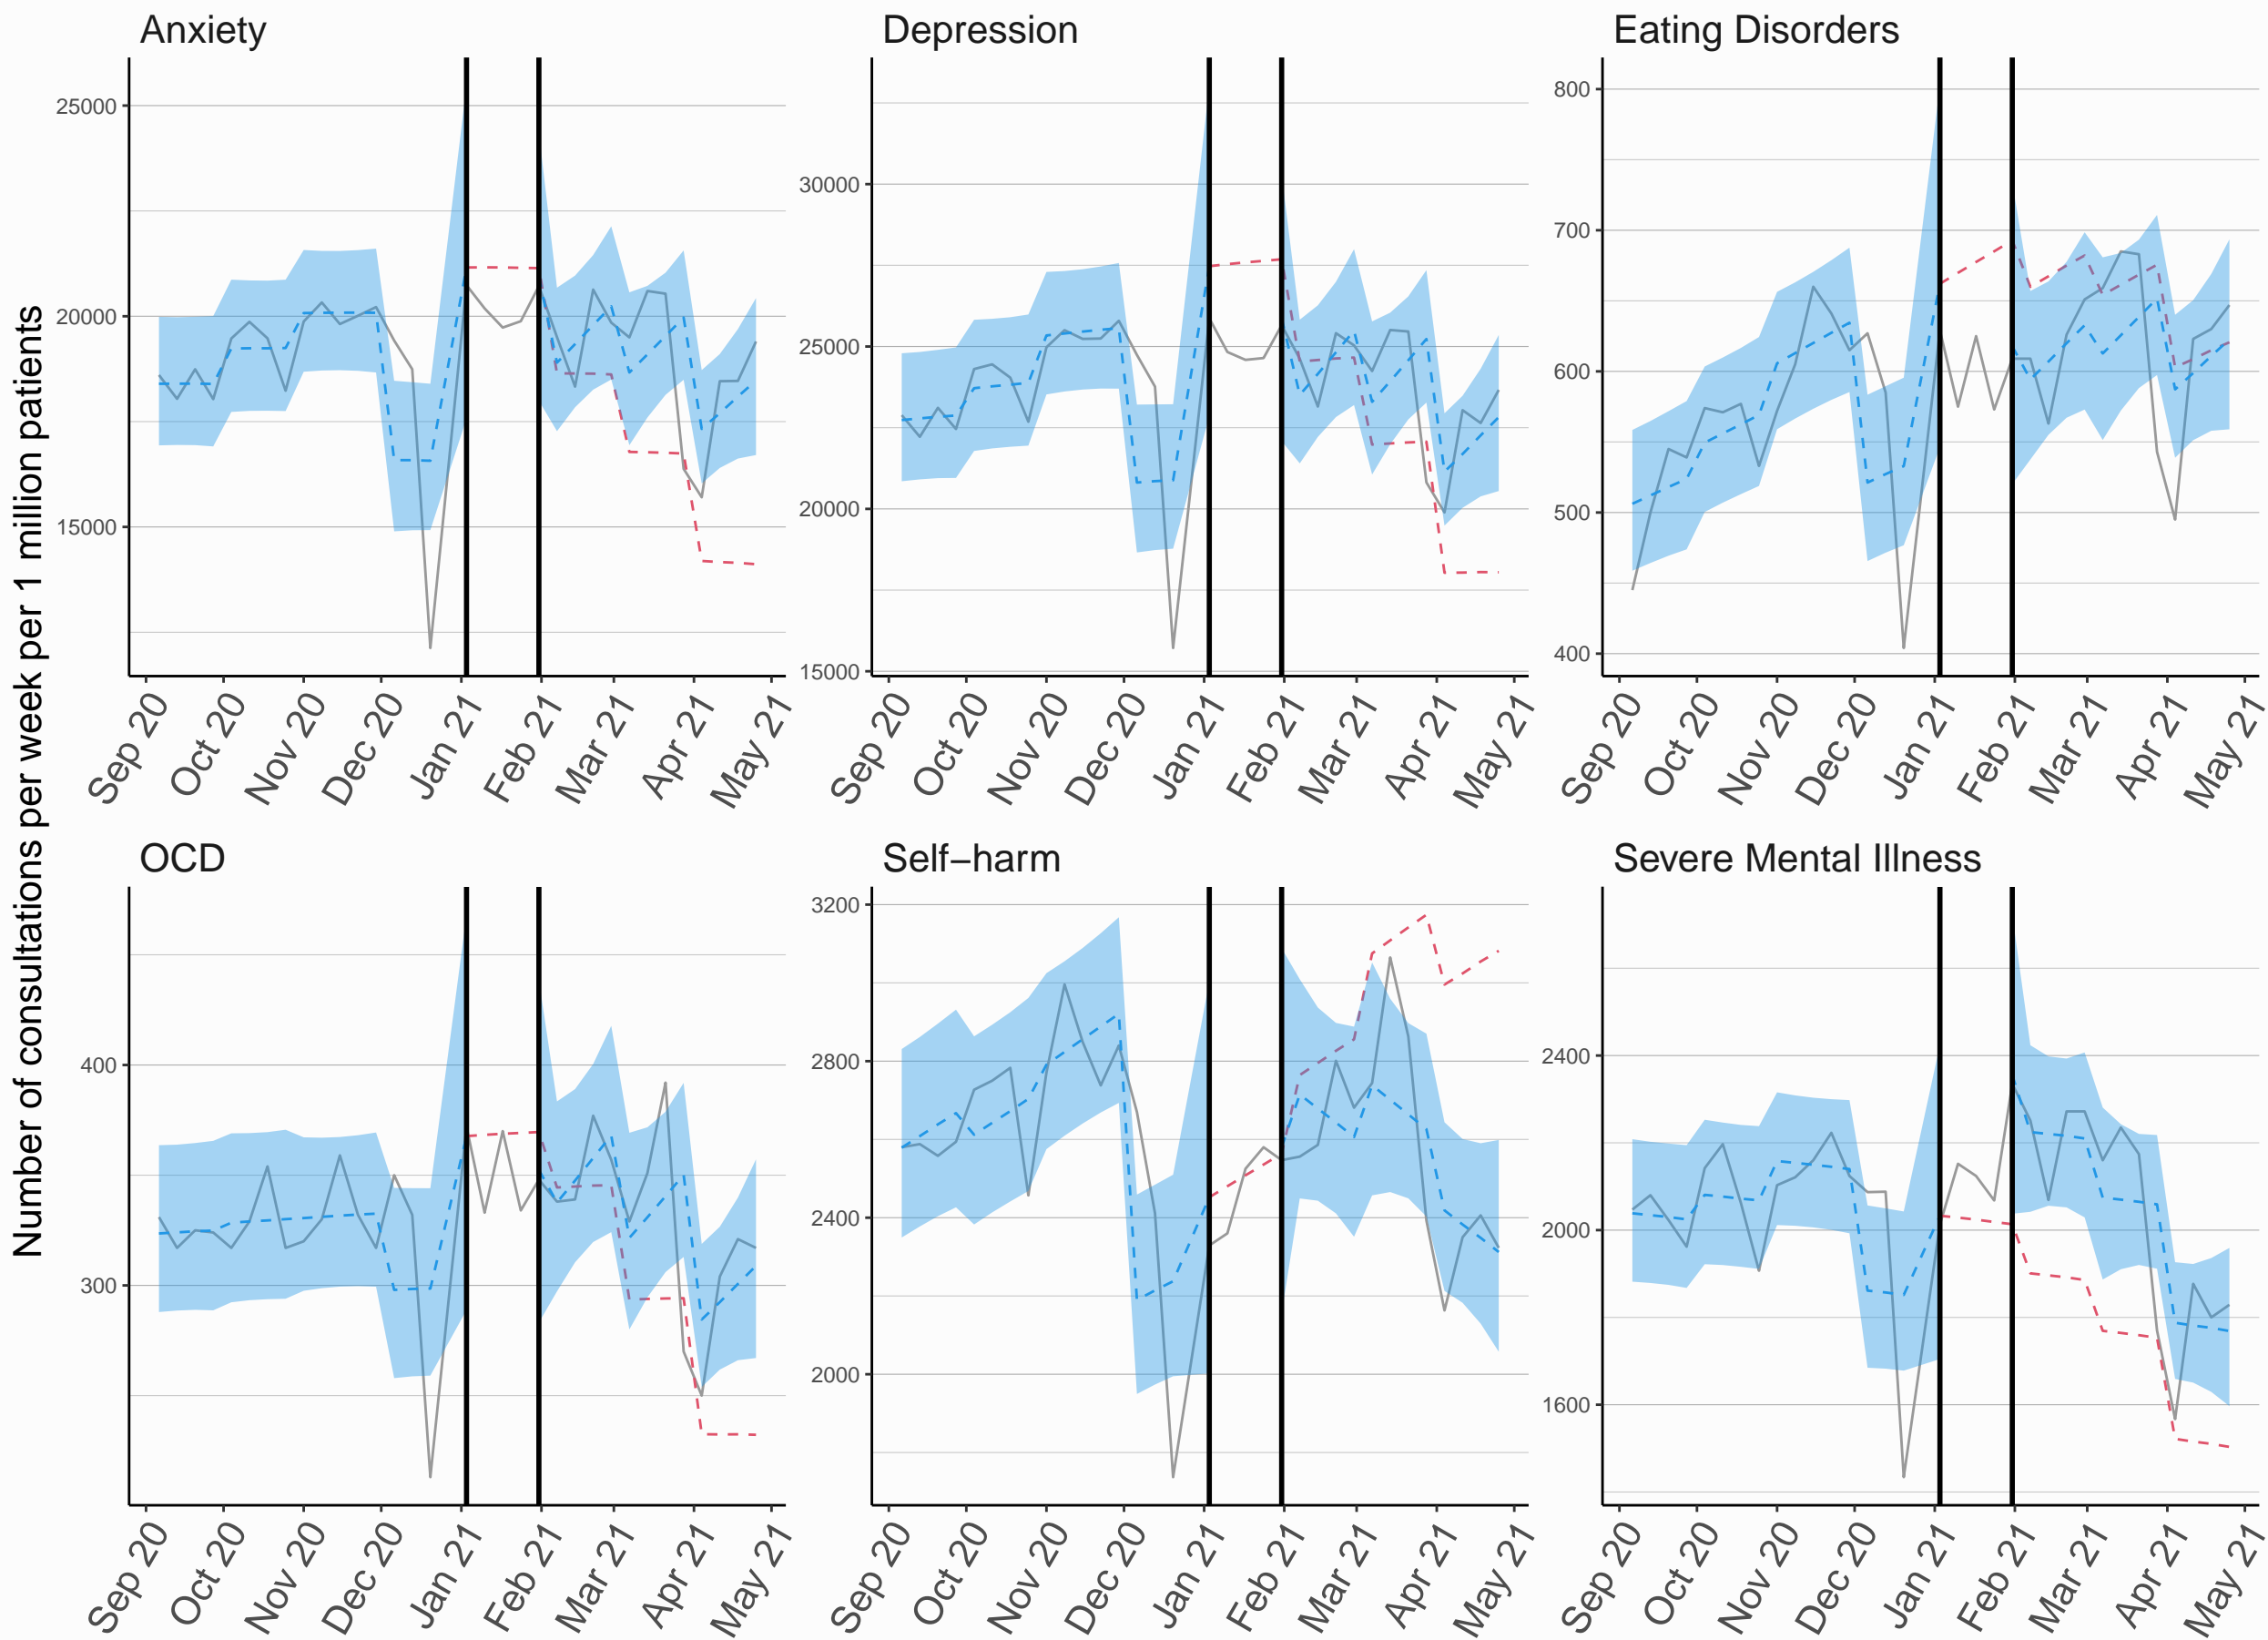 Number of consultations per week per 1 million patients
Anxiety
25000
20000
15000
Sep 20 Oct 20 Nov 20 Dec 20 Jan 21 Feb 21 Mar 21 Apr 21 May 21
Depression
30000
25000
20000
15000
Sep 20 Oct 20 Nov 20 Dec 20 Jan 21 Feb 21 Mar 21 Apr 21 May 21
Eating Disorders
800
700
600
500
400
Sep 20 Oct 20 Nov 20 Dec 20 Jan 21 Feb 21 Mar 21 Apr 21 May 21
OCD
400
300
Sep 20 Oct 20 Nov 20 Dec 20 Jan 21 Feb 21 Mar 21 Apr 21 May 21
Self−harm
3200
2800
2400
2000
Sep 20 Oct 20 Nov 20 Dec 20 Jan 21 Feb 21 Mar 21 Apr 21 May 21
Severe Mental Illness
2400
2000
1600
Sep 20 Oct 20 Nov 20 Dec 20 Jan 21 Feb 21 Mar 21 Apr 21 May 21